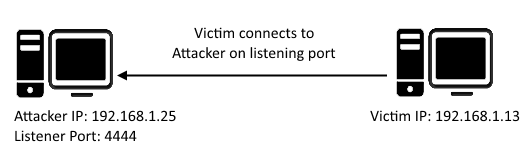 Victim connects to
Attacker on listening port
Attacker IP: 192.168.1.25
Listener Port: 4444
Victim IP: 192.168.1.13